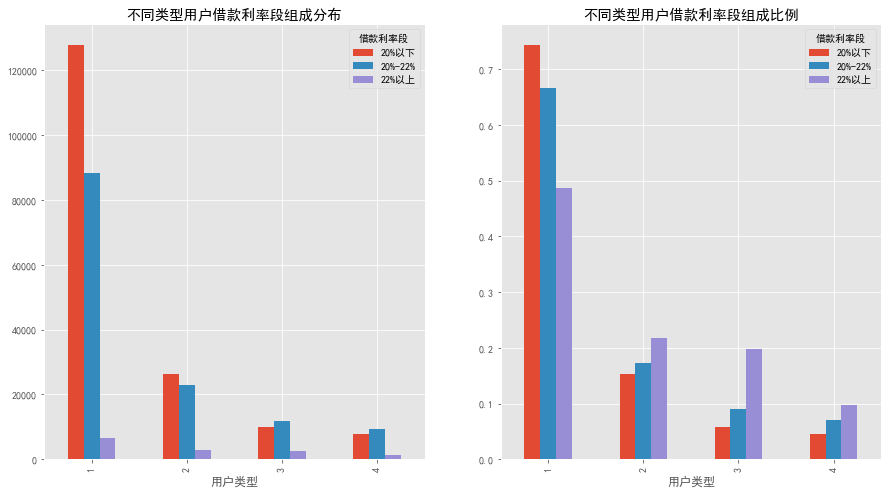 不同类型用户借款利率段组成分布
借款利率段
20%以下
20%-22%
22%以上
120000
100000
80000
60000
40000
20000
0
1
2
3
4
用户类型
不同类型用户借款利率段组成比例
借款利率段
20%以下
20%-22%
22%以上
0.7
0.6
0.5
0.4
0.3
0.2
0.1
0.0
1
2
3
4
用户类型